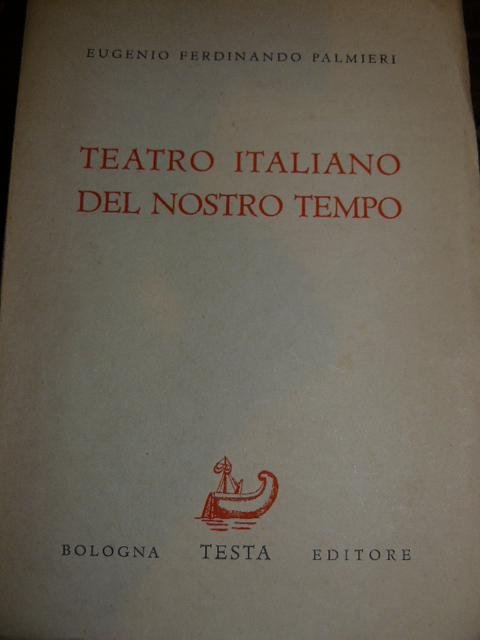 EUGENIO FERDINANDO PALMIERI
TEATRO ITALIANO
DEL NOSTRO TEMPO
BOLOGNA TESTA EDITORE